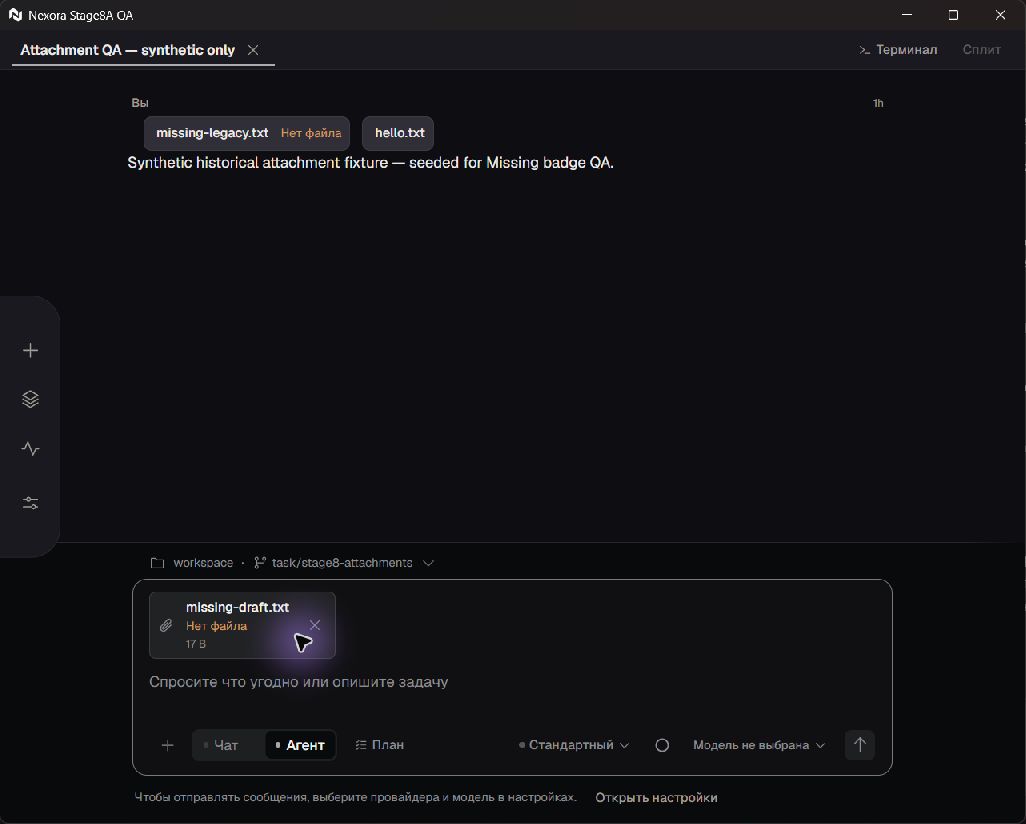 Nexora Stage8A QA
Attachment QA — synthetic only
Терминал
Сплит
Вы
1h
missing-legacy.txt Нет файла
hello.txt
Synthetic historical attachment fixture — seeded for Missing badge QA.
workspace · task/stage8-attachments
missing-draft.txt
Нет файла
17 B
Спросите что угодно или опишите задачу
Чат
Агент
План
Стандартный
Модель не выбрана
Чтобы отправлять сообщения, выберите провайдера и модель в настройках. Открыть настройки